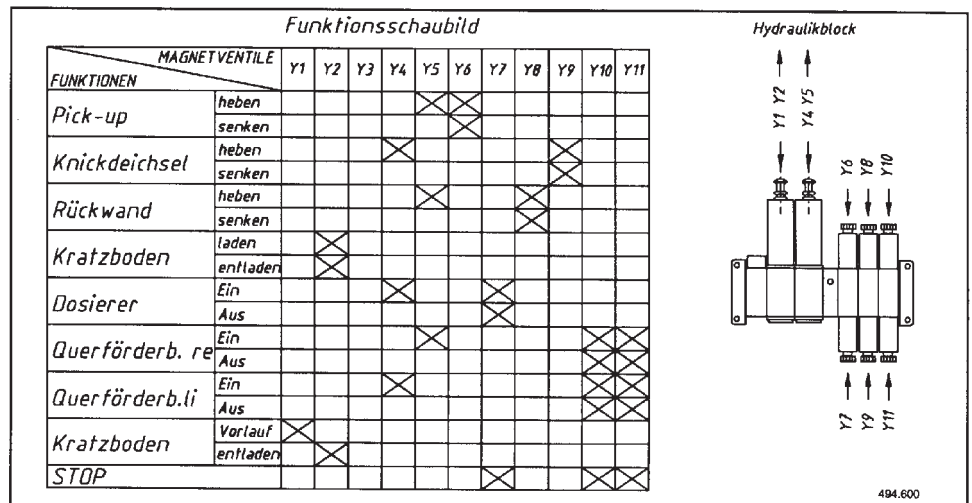 Funktionsschaubild
MAGNETVENTILE
FUNKTIONEN
Y1 Y2 Y3 Y4 Y5 Y6 Y7 Y8 Y9 Y10 Y11
Pick-up
heben
senken
Knickdeichsel
heben
senken
Rückwand
heben
senken
Kratzboden
laden
entladen
Dosierer
Ein
Aus
Querförderb. re
Ein
Aus
Querförderb.li
Ein
Aus
Kratzboden
Vorlauf
entladen
STOP
Hydraulikblock
Y1 Y2
Y4 Y5
Y6
Y8
Y10
Y7
Y9
Y11
494.600